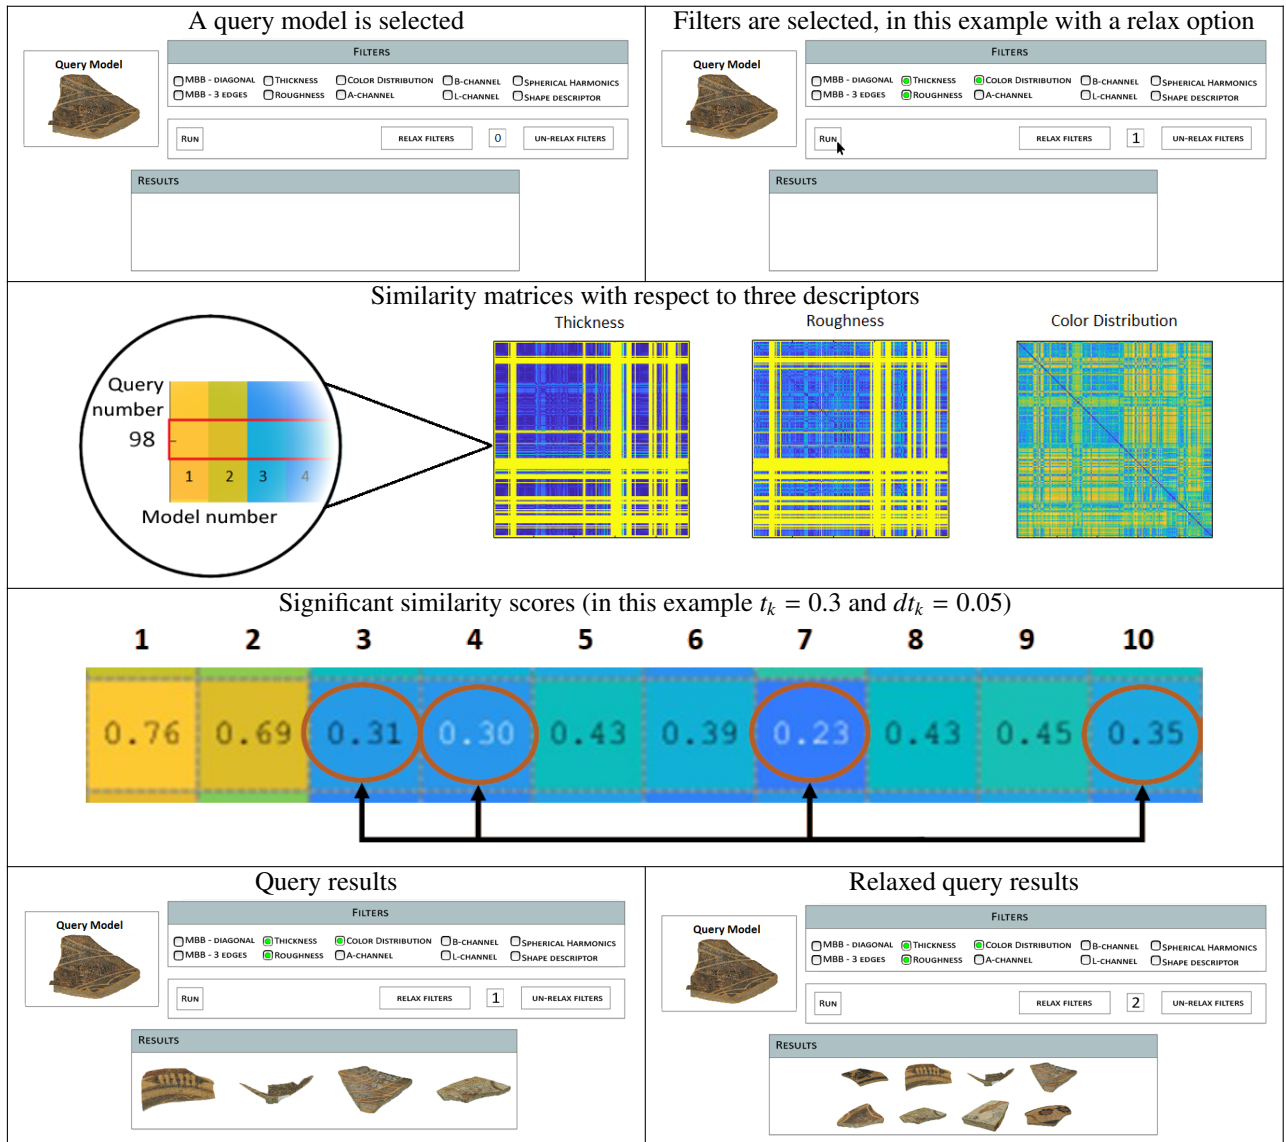 A query model is selected
Query Model
FILTERS
MBB - DIAGONAL THICKNESS COLOR DISTRIBUTION B-CHANNEL SPHERICAL HARMONICS
MBB - 3 EDGES ROUGHNESS A-CHANNEL L-CHANNEL SHAPE DESCRIPTOR
RUN RELAX FILTERS 0 UN-RELAX FILTERS
RESULTS
Filters are selected, in this example with a relax option
Query Model
FILTERS
MBB - DIAGONAL THICKNESS COLOR DISTRIBUTION B-CHANNEL SPHERICAL HARMONICS
MBB - 3 EDGES ROUGHNESS A-CHANNEL L-CHANNEL SHAPE DESCRIPTOR
RUN RELAX FILTERS 1 UN-RELAX FILTERS
RESULTS
Similarity matrices with respect to three descriptors
Query
number
98
1 2 3 4
Model number
Thickness Roughness Color Distribution
Significant similarity scores (in this example t_k = 0.3 and dt_k = 0.05)
1 2 3 4 5 6 7 8 9 10
0.76 0.69 0.31 0.30 0.43 0.39 0.23 0.43 0.45 0.35
Query results
Query Model
FILTERS
MBB - DIAGONAL THICKNESS COLOR DISTRIBUTION B-CHANNEL SPHERICAL HARMONICS
MBB - 3 EDGES ROUGHNESS A-CHANNEL L-CHANNEL SHAPE DESCRIPTOR
RUN RELAX FILTERS 1 UN-RELAX FILTERS
RESULTS
Relaxed query results
Query Model
FILTERS
MBB - DIAGONAL THICKNESS COLOR DISTRIBUTION B-CHANNEL SPHERICAL HARMONICS
MBB - 3 EDGES ROUGHNESS A-CHANNEL L-CHANNEL SHAPE DESCRIPTOR
RUN RELAX FILTERS 2 UN-RELAX FILTERS
RESULTS